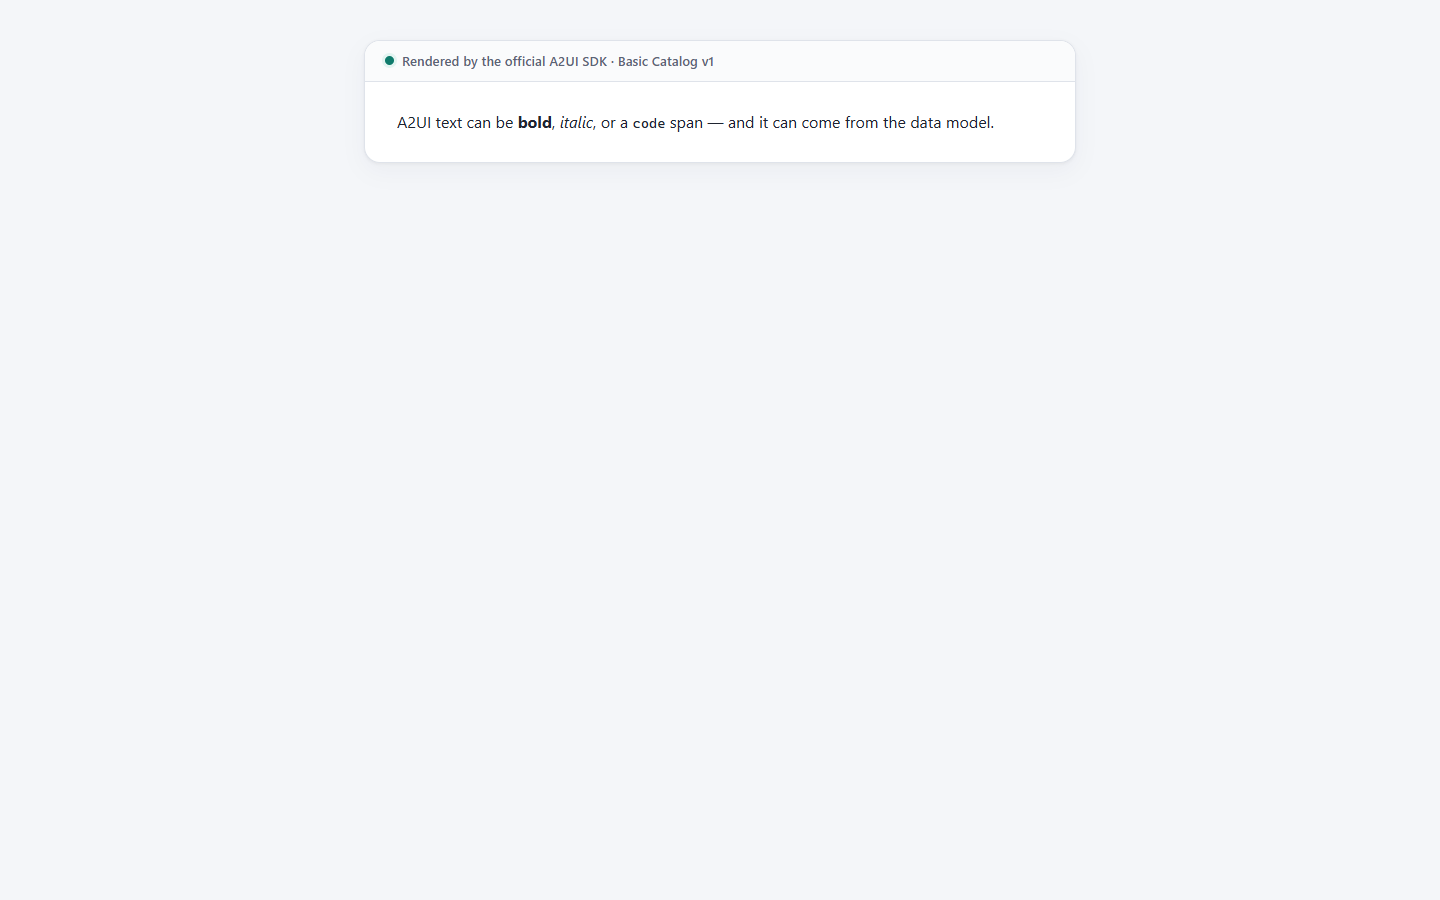 Rendered by the official A2UI SDK · Basic Catalog v1
A2UI text can be bold, italic, or a code span — and it can come from the data model.